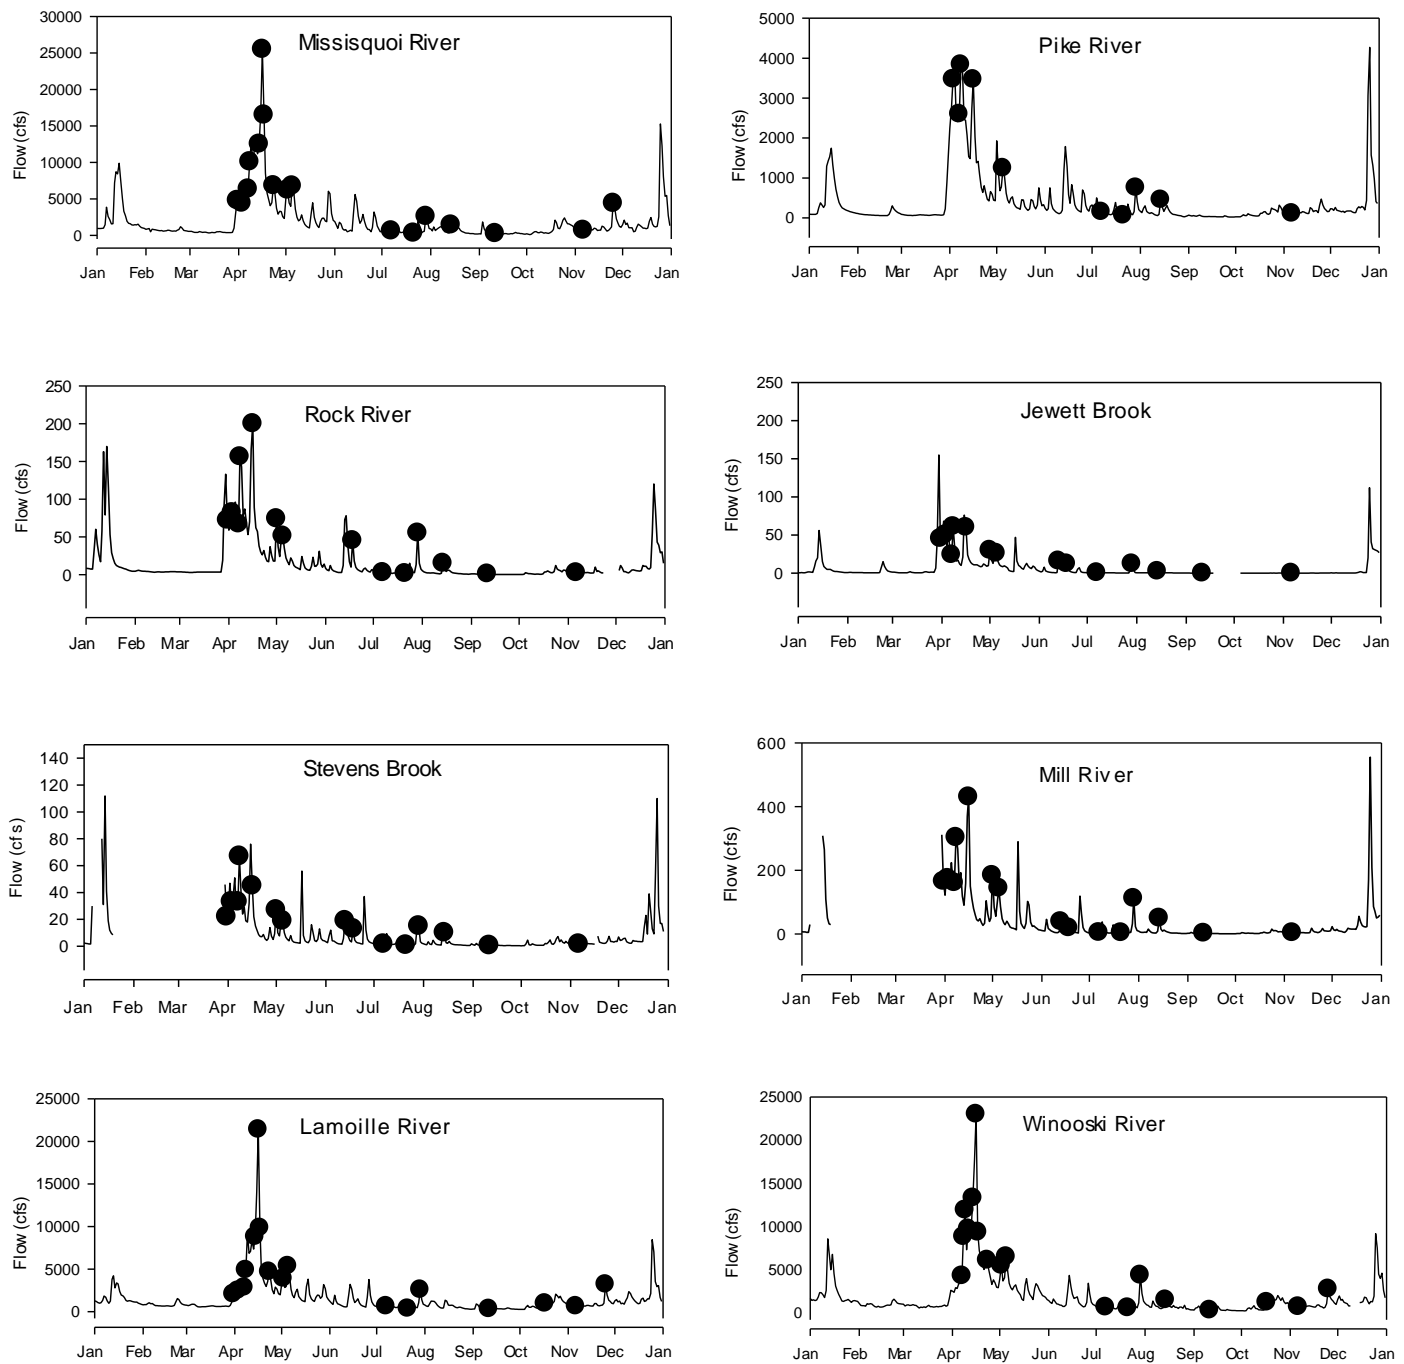 Missisquoi River
Flow (cfs)
30000
25000
20000
15000
10000
5000
0
Jan Feb Mar Apr May Jun Jul Aug Sep Oct Nov Dec Jan
Pike River
Flow (cfs)
5000
4000
3000
2000
1000
0
Jan Feb Mar Apr May Jun Jul Aug Sep Oct Nov Dec Jan
Rock River
Flow (cfs)
250
200
150
100
50
0
Jan Feb Mar Apr May Jun Jul Aug Sep Oct Nov Dec Jan
Jewett Brook
Flow (cfs)
250
200
150
100
50
0
Jan Feb Mar Apr May Jun Jul Aug Sep Oct Nov Dec Jan
Stevens Brook
Flow (cfs)
140
120
100
80
60
40
20
0
Jan Feb Mar Apr May Jun Jul Aug Sep Oct Nov Dec Jan
Mill River
Flow (cfs)
600
400
200
0
Jan Feb Mar Apr May Jun Jul Aug Sep Oct Nov Dec Jan
Lamoille River
Flow (cfs)
25000
20000
15000
10000
5000
0
Jan Feb Mar Apr May Jun Jul Aug Sep Oct Nov Dec Jan
Winooski River
Flow (cfs)
25000
20000
15000
10000
5000
0
Jan Feb Mar Apr May Jun Jul Aug Sep Oct Nov Dec Jan